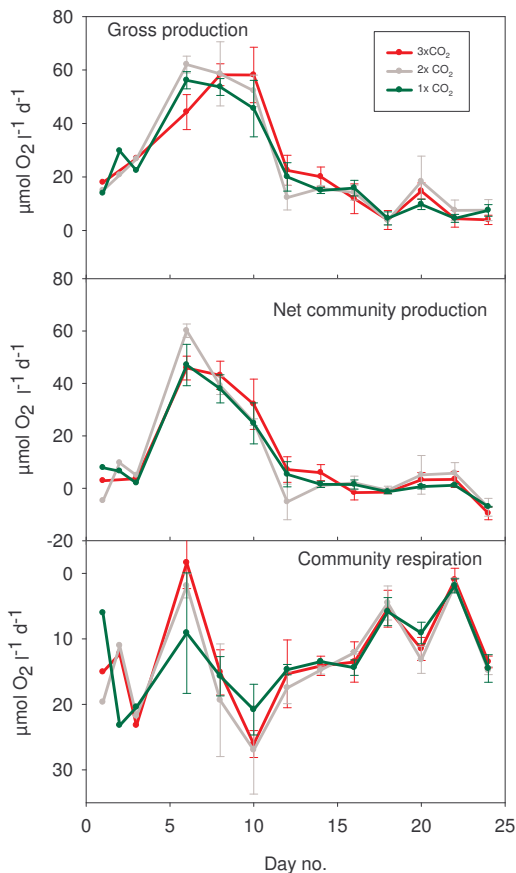 Gross production
3xCO₂
2x CO₂
1x CO₂
80
60
40
20
0
µmol O₂ l⁻¹ d⁻¹
Net community production
80
60
40
20
0
-20
µmol O₂ l⁻¹ d⁻¹
Community respiration
0
10
20
30
µmol O₂ l⁻¹ d⁻¹
0 5 10 15 20 25
Day no.